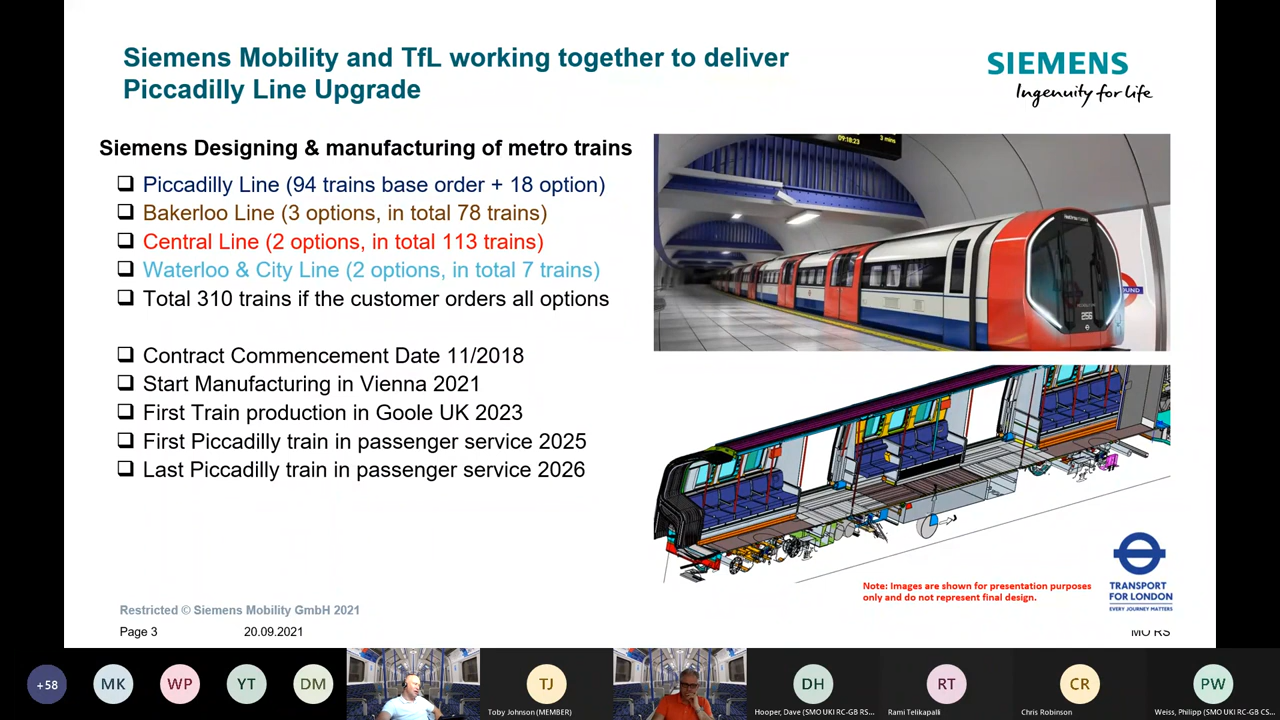 Siemens Mobility and TfL working together to deliver
Piccadilly Line Upgrade
SIEMENS
Ingenuity for life
Siemens Designing & manufacturing of metro trains
Piccadilly Line (94 trains base order + 18 option)
Bakerloo Line (3 options, in total 78 trains)
Central Line (2 options, in total 113 trains)
Waterloo & City Line (2 options, in total 7 trains)
Total 310 trains if the customer orders all options
Contract Commencement Date 11/2018
Start Manufacturing in Vienna 2021
First Train production in Goole UK 2023
First Piccadilly train in passenger service 2025
Last Piccadilly train in passenger service 2026
09:18:23
3 mins
256
Note: Images are shown for presentation purposes
only and do not represent final design.
TRANSPORT
FOR LONDON
EVERY JOURNEY MATTERS
Restricted © Siemens Mobility GmbH 2021
Page 3
20.09.2021
MO RS
+58
MK
WP
YT
DM
TJ
Toby Johnson (MEMBER)
DH
Hooper, Dave (SMO UKI RC-GB RS...
RT
Rami Telikapalli
CR
Chris Robinson
PW
Weiss, Philipp (SMO UKI RC-GB CS...